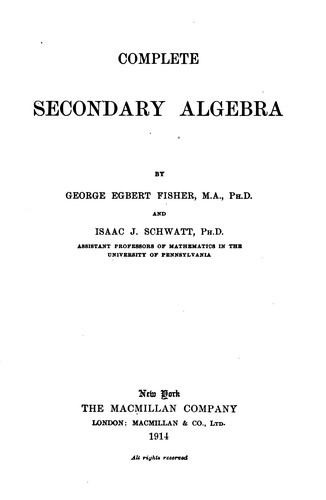 COMPLETE
SECONDARY ALGEBRA
BY
GEORGE EGBERT FISHER, M.A., PH.D.
AND
ISAAC J. SCHWATT, PH.D.
ASSISTANT PROFESSORS OF MATHEMATICS IN THE
UNIVERSITY OF PENNSYLVANIA
New York
THE MACMILLAN COMPANY
LONDON: MACMILLAN & CO., LTD.
1914
All rights reserved